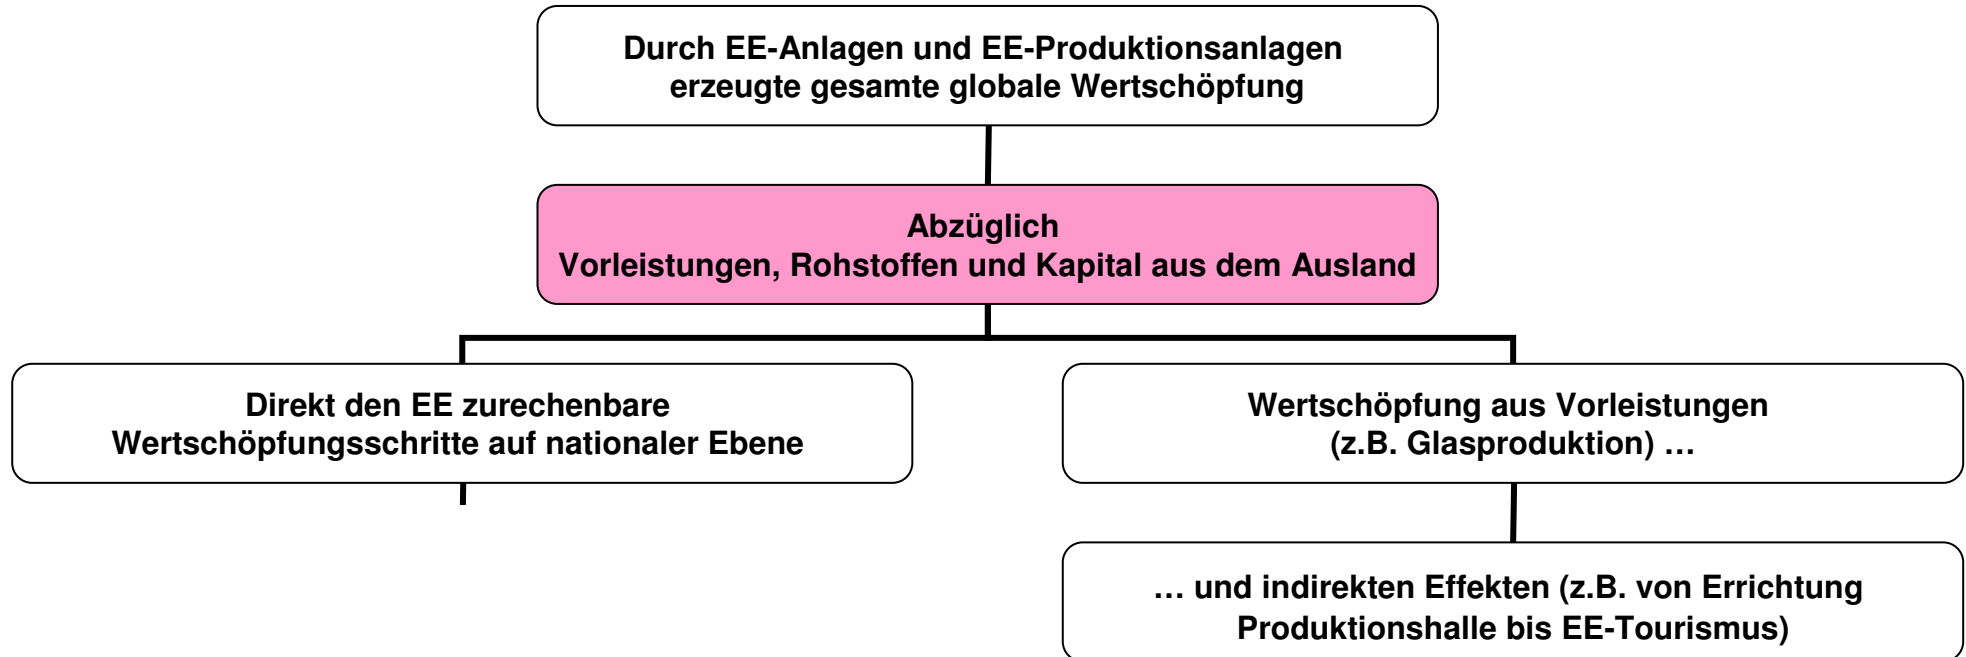 Durch EE-Anlagen und EE-Produktionsanlagen
erzeugte gesamte globale Wertschöpfung
Abzüglich
Vorleistungen, Rohstoffen und Kapital aus dem Ausland
Direkt den EE zurechenbare
Wertschöpfungsschritte auf nationaler Ebene
Wertschöpfung aus Vorleistungen
(z.B. Glasproduktion) …
… und indirekten Effekten (z.B. von Errichtung
Produktionshalle bis EE-Tourismus)